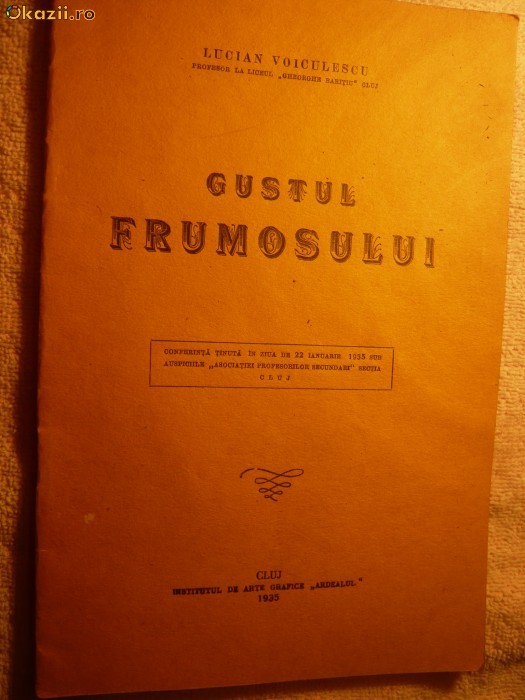 Okazii.ro
LUCIAN VOICULESCU
PROFESOR LA LICEUL „GHEORGHE BARIȚIU" CLUJ
GUSTUL
FRUMOSULUI
CONFERINȚĂ ȚINUTĂ IN ZIUA DE 22 IANUARIE 1935 SUB
AUSPICIILE „ASOCIAȚIEI PROFESORILOR SECUNDARI" SECȚIA
CLUJ
CLUJ
INSTITUTUL DE ARTE GRAFICE „ARDEALUL"
1935